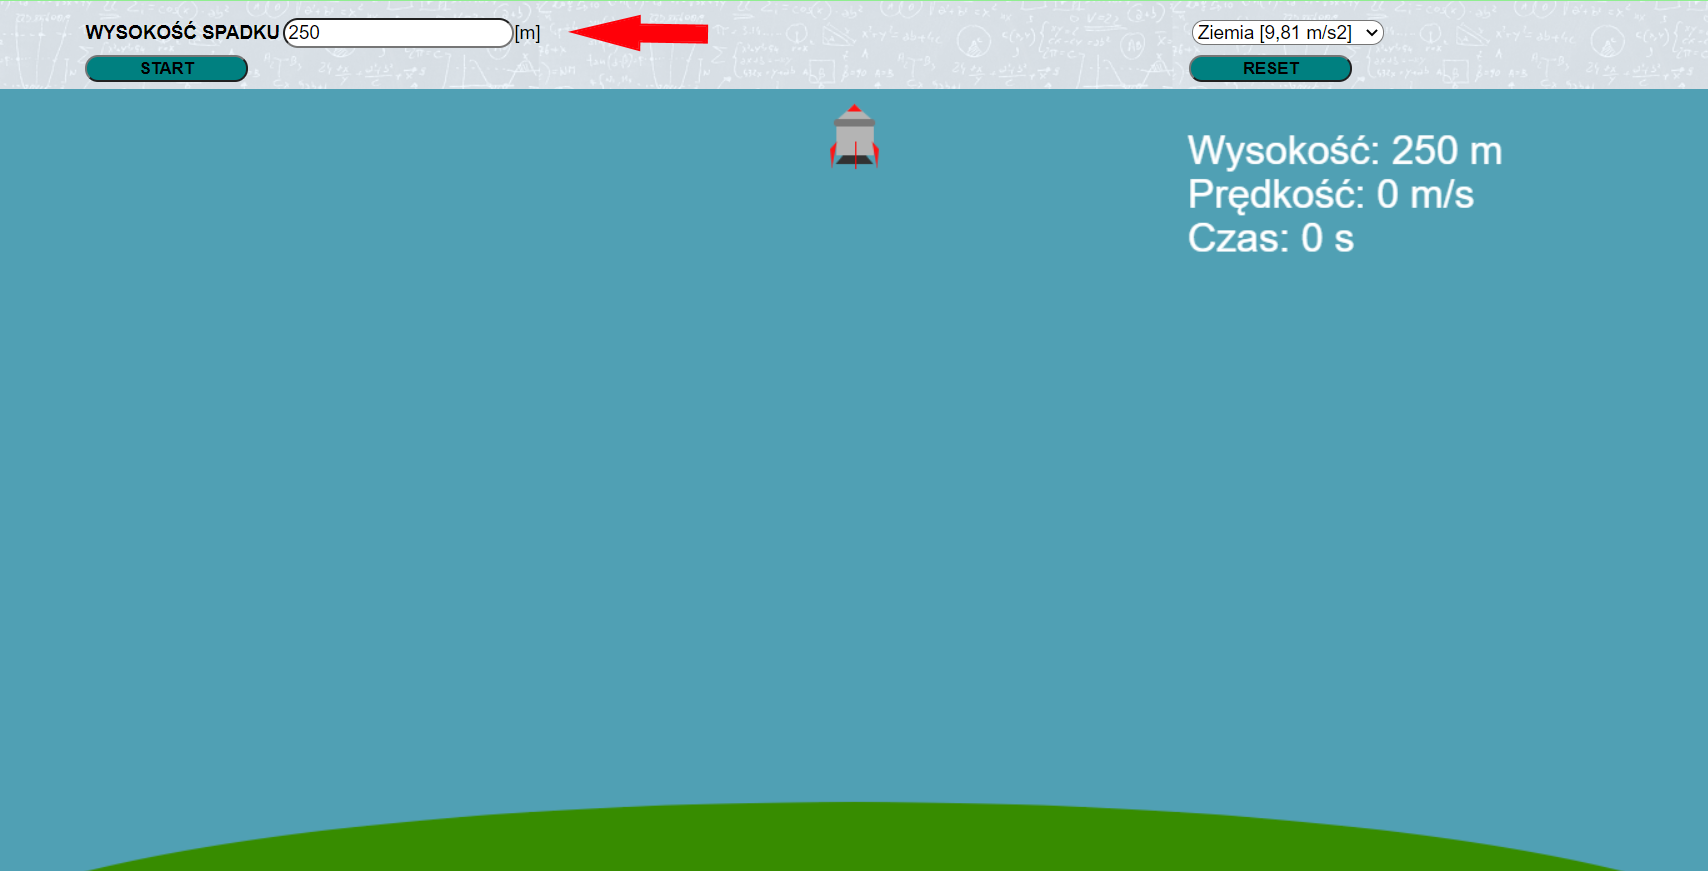 WYSOKOŚĆ SPADKU 250 [m]
Ziemia [9,81 m/s2]
START
RESET
Wysokość: 250 m
Prędkość: 0 m/s
Czas: 0 s